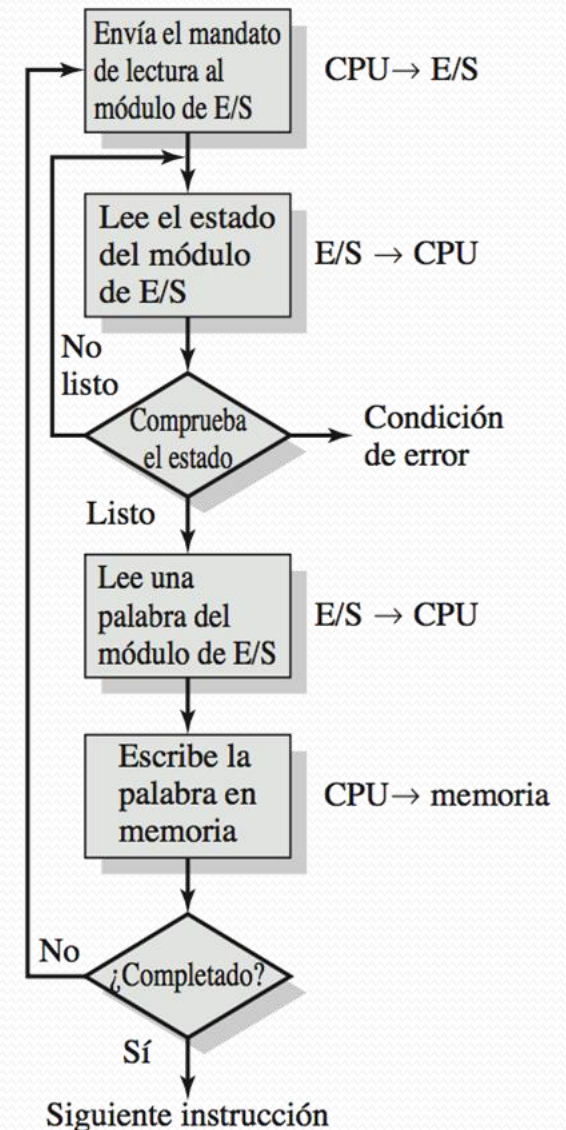 Envía el mandato
de lectura al
módulo de E/S
CPU→ E/S
Lee el estado
del módulo
de E/S
E/S → CPU
No
listo
Comprueba
el estado
Condición
de error
Listo
Lee una
palabra del
módulo de E/S
E/S → CPU
Escribe la
palabra en
memoria
CPU→ memoria
No
¿Completado?
Sí
Siguiente instrucción